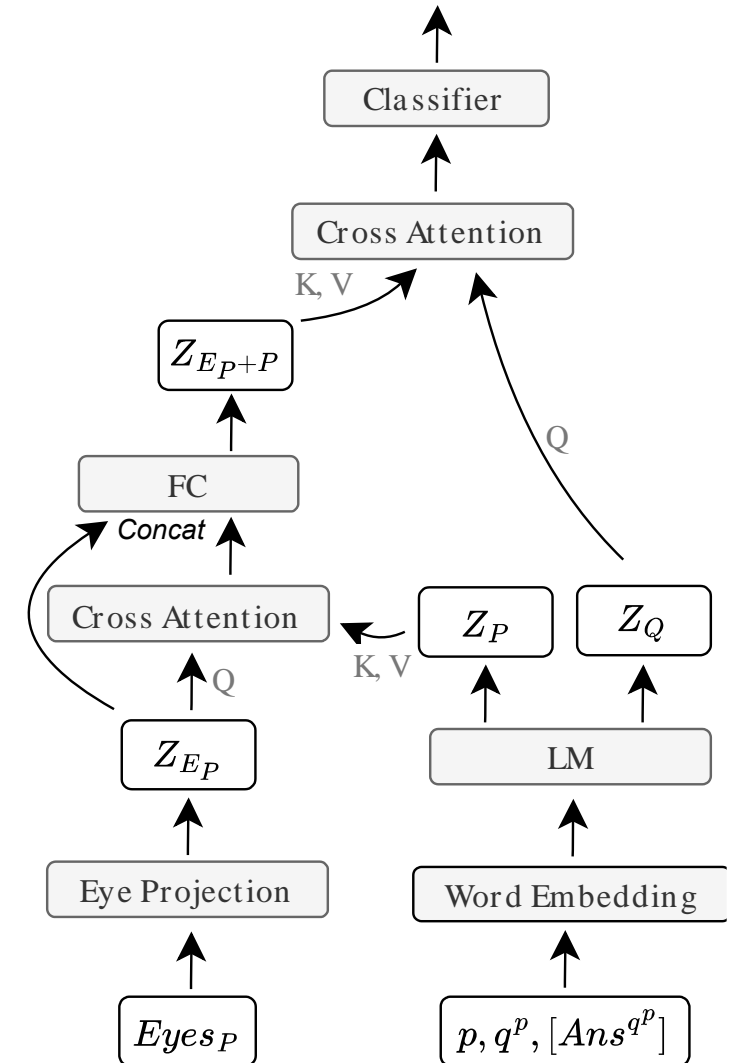 Classifier
Cross Attention
K, V
Z_{E_P+P}
Q
FC
Concat
Cross Attention
Z_P
Z_Q
K, V
Q
Z_{E_P}
LM
Eye Projection
Word Embedding
Eyes_P
p, q^p, [Ans^{q^p}]